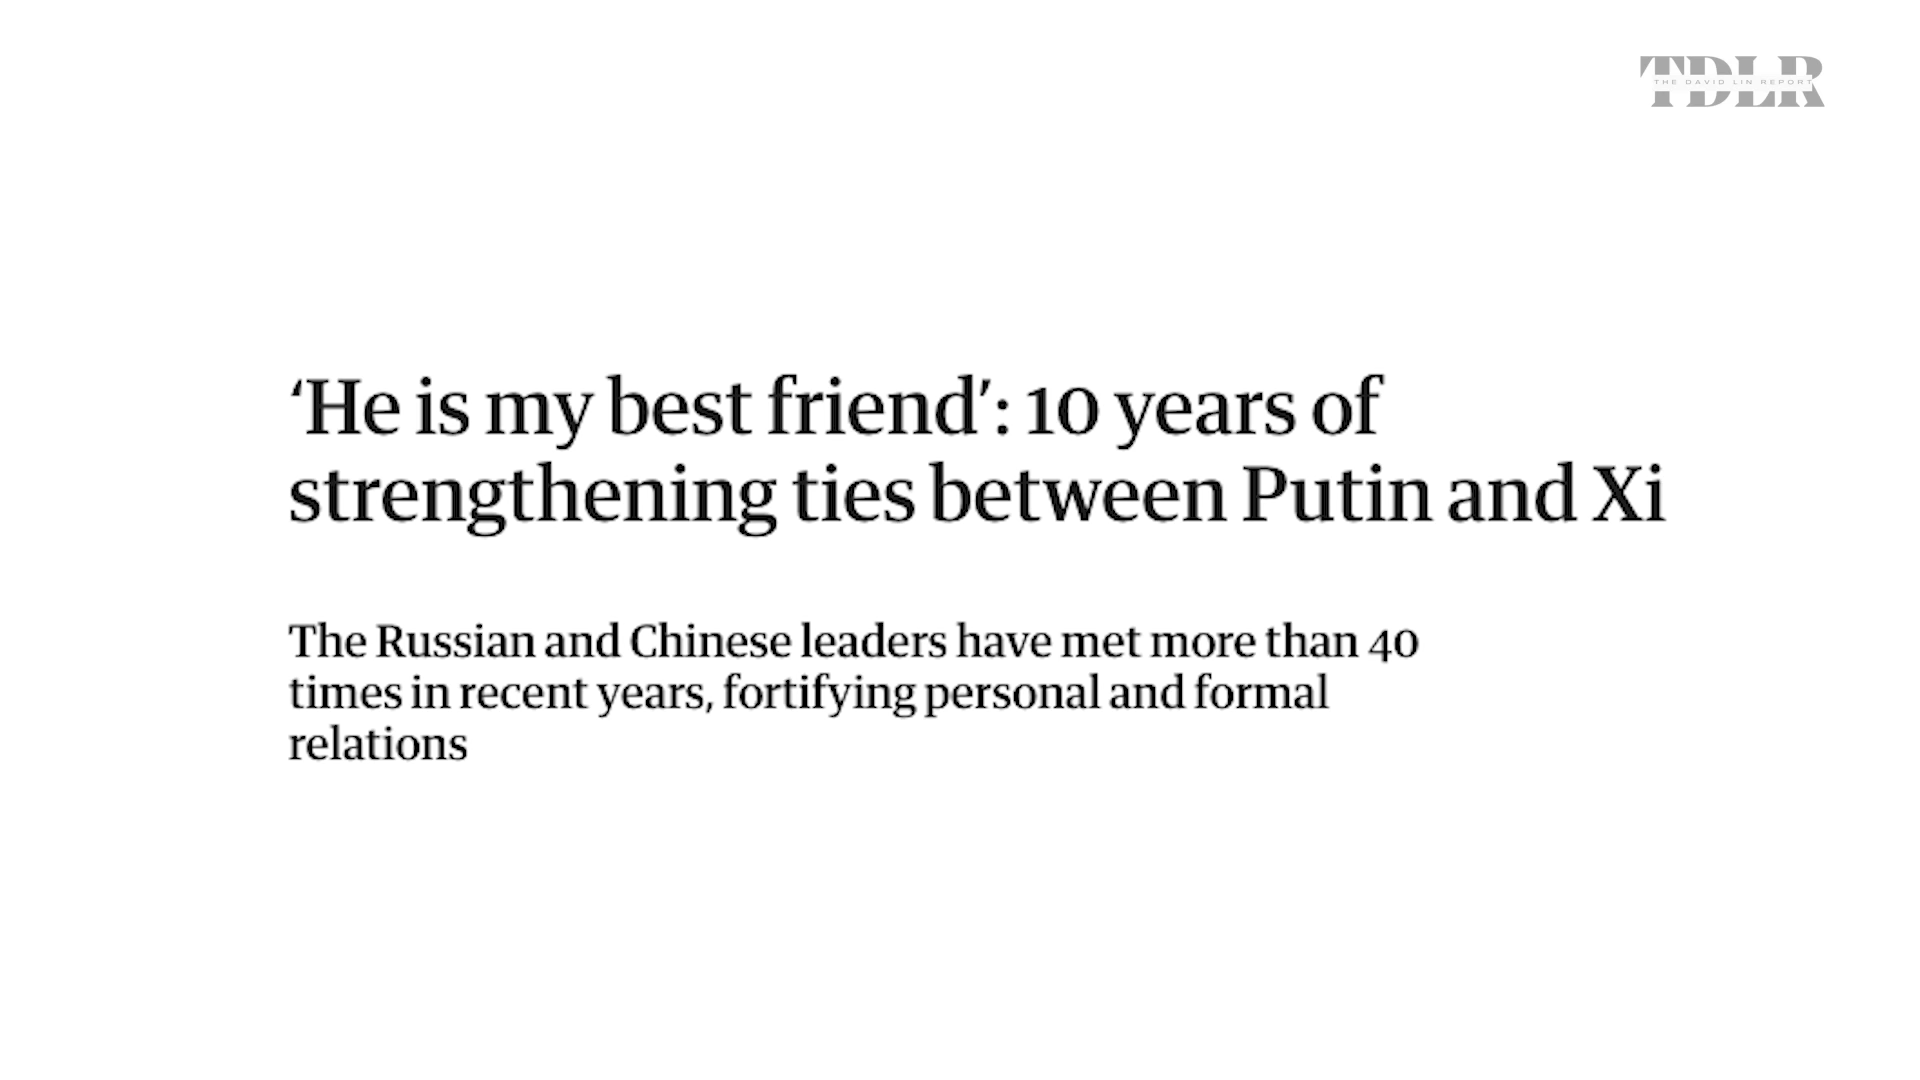 TDLR
THE DAVID LIN REPORT
‘He is my best friend’: 10 years of
strengthening ties between Putin and Xi
The Russian and Chinese leaders have met more than 40
times in recent years, fortifying personal and formal
relations